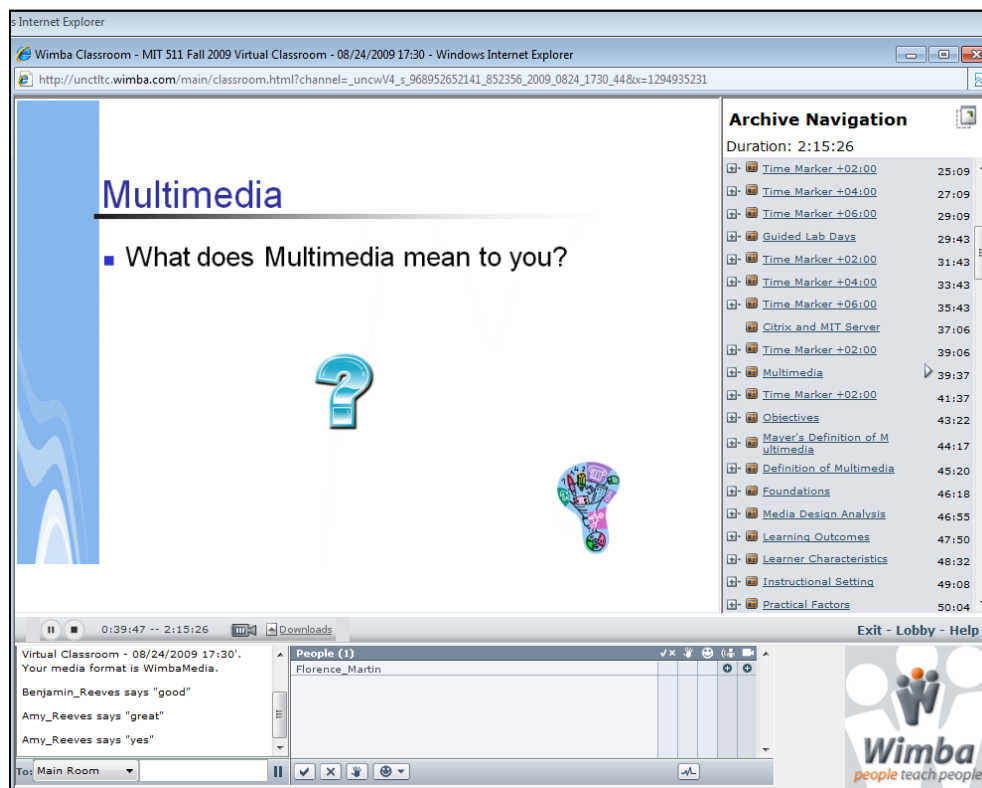 s Internet Explorer
Wimba Classroom - MIT 511 Fall 2009 Virtual Classroom - 08/24/2009 17:30 - Windows Internet Explorer
http://unctltc.wimba.com/main/classroom.html?channel=_uncwV4_s_968952652141_852356_2009_0824_1730_44&x=1294935231
Multimedia
What does Multimedia mean to you?
Archive Navigation
Duration: 2:15:26
Time Marker +02:00 25:09
Time Marker +04:00 27:09
Time Marker +06:00 29:09
Guided Lab Days 29:43
Time Marker +02:00 31:43
Time Marker +04:00 33:43
Time Marker +06:00 35:43
Citrix and MIT Server 37:06
Time Marker +02:00 39:06
Multimedia 39:37
Time Marker +02:00 41:37
Objectives 43:22
Mayer's Definition of M
ultimedia 44:17
Definition of Multimedia 45:20
Foundations 46:18
Media Design Analysis 46:55
Learning Outcomes 47:50
Learner Characteristics 48:32
Instructional Setting 49:08
Practical Factors 50:04
0:39:47 -- 2:15:26 Downloads
Exit - Lobby - Help
Virtual Classroom - 08/24/2009 17:30'.
Your media format is WimbaMedia.
Benjamin_Reeves says "good"
Amy_Reeves says "great"
Amy_Reeves says "yes"
To: Main Room
People (1)
Florence_Martin
Wimba
people teach people